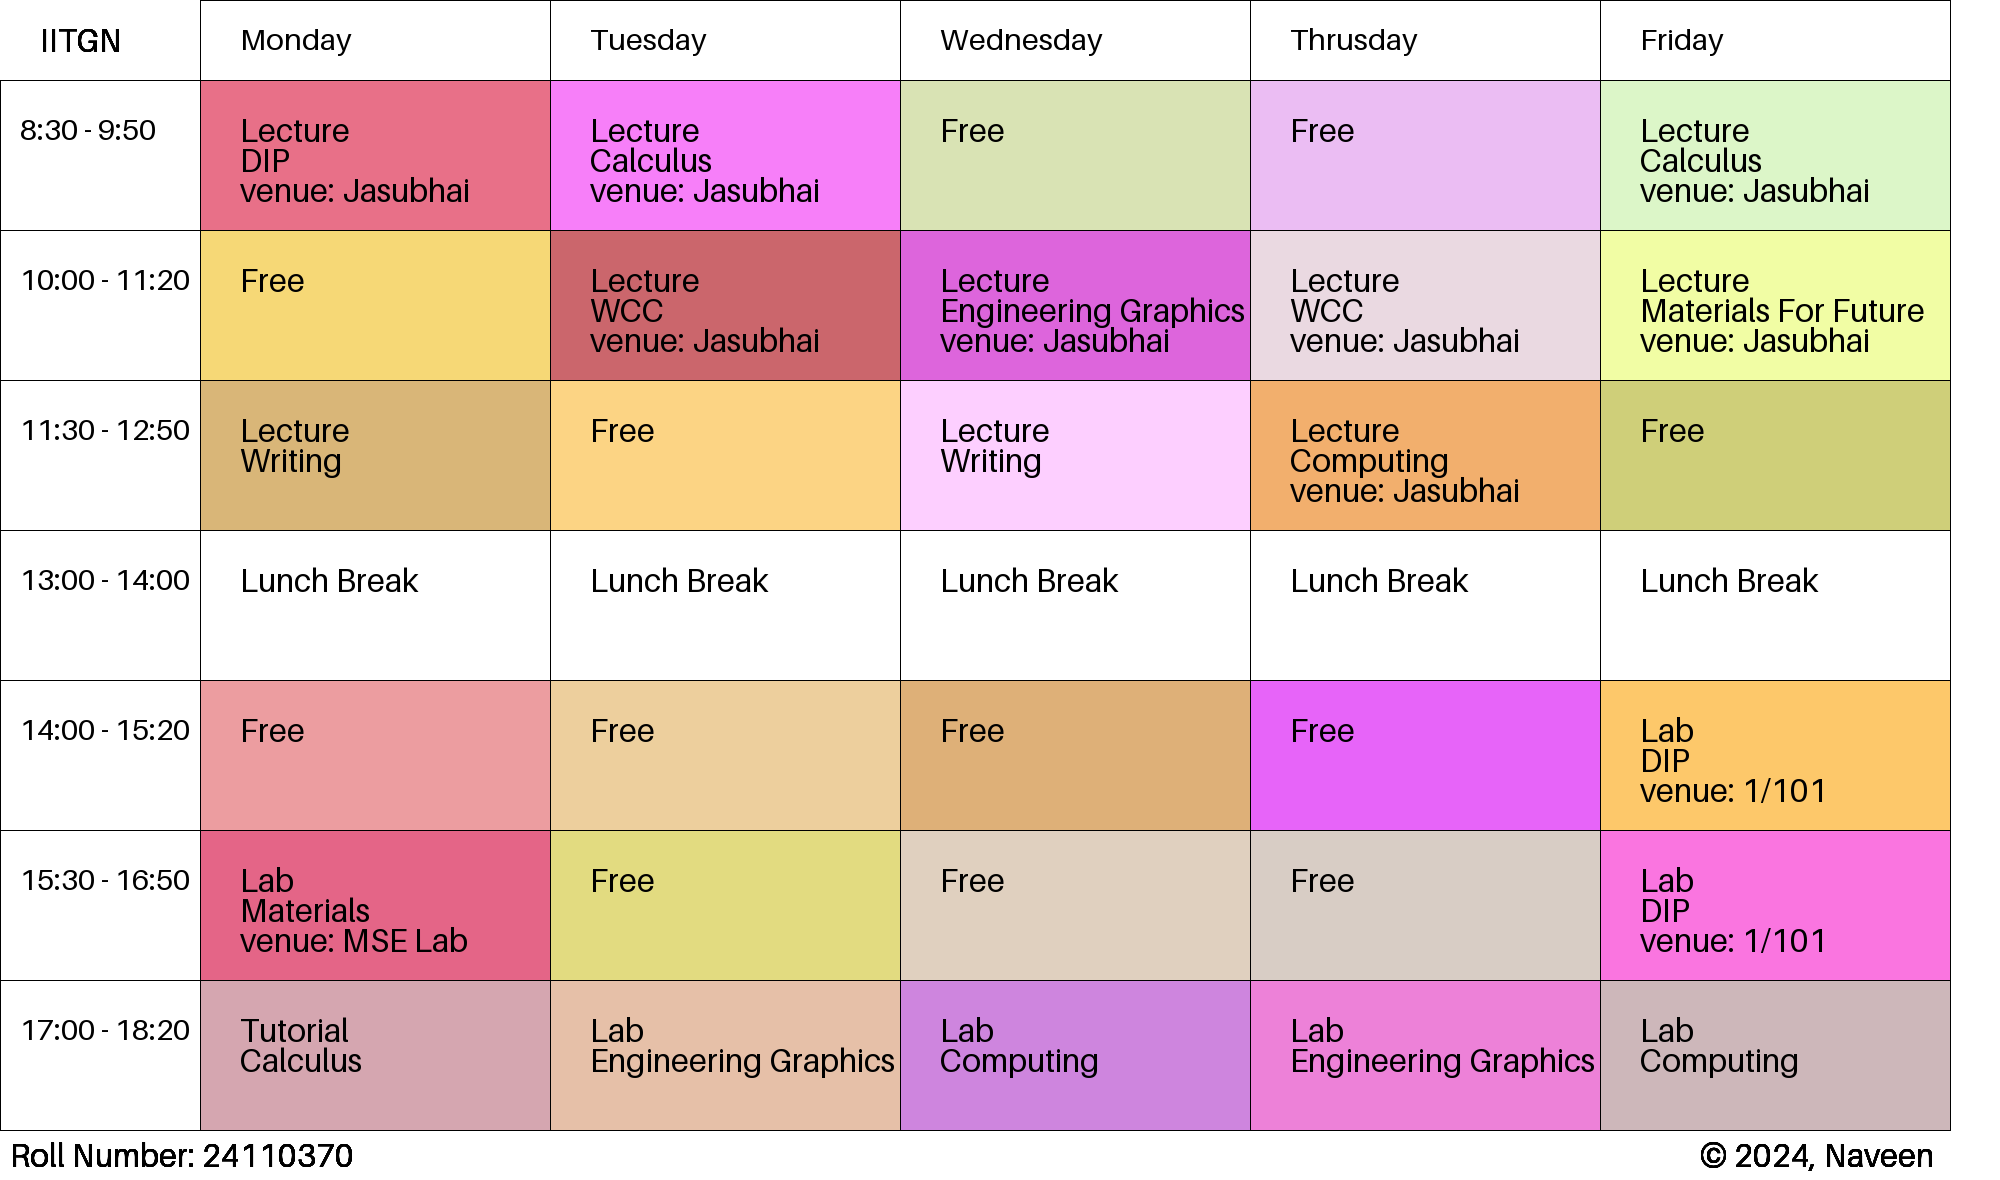 IITGN Monday Tuesday Wednesday Thrusday Friday
8:30 - 9:50
Lecture
DIP
venue: Jasubhai
Lecture
Calculus
venue: Jasubhai
Free
Free
Lecture
Calculus
venue: Jasubhai
10:00 - 11:20
Free
Lecture
WCC
venue: Jasubhai
Lecture
Engineering Graphics
venue: Jasubhai
Lecture
WCC
venue: Jasubhai
Lecture
Materials For Future
venue: Jasubhai
11:30 - 12:50
Lecture
Writing
Free
Lecture
Writing
Lecture
Computing
venue: Jasubhai
Free
13:00 - 14:00
Lunch Break
Lunch Break
Lunch Break
Lunch Break
Lunch Break
14:00 - 15:20
Free
Free
Free
Free
Lab
DIP
venue: 1/101
15:30 - 16:50
Lab
Materials
venue: MSE Lab
Free
Free
Free
Lab
DIP
venue: 1/101
17:00 - 18:20
Tutorial
Calculus
Lab
Engineering Graphics
Lab
Computing
Lab
Engineering Graphics
Lab
Computing
Roll Number: 24110370
© 2024, Naveen